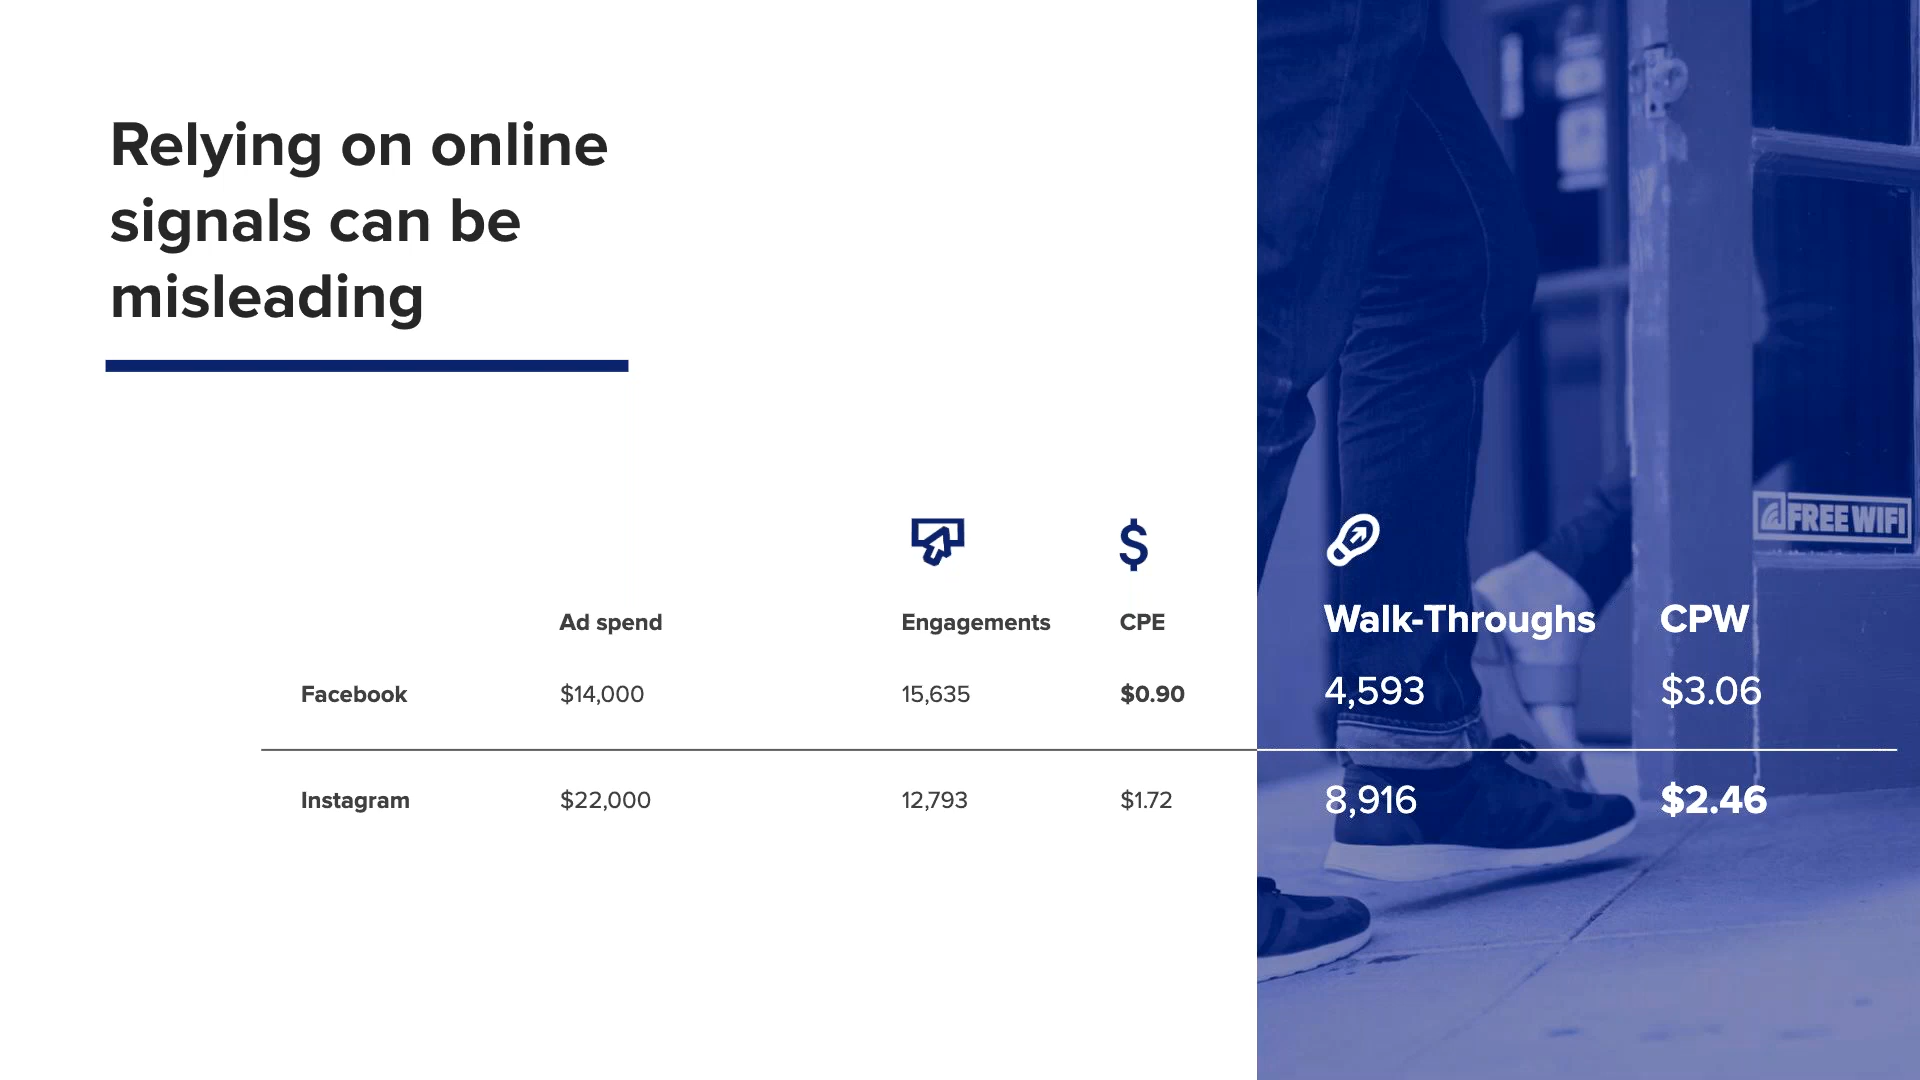 Relying on online
signals can be
misleading
FREE WIFI
Ad spend Engagements CPE Walk-Throughs CPW
Facebook $14,000 15,635 $0.90 4,593 $3.06
Instagram $22,000 12,793 $1.72 8,916 $2.46